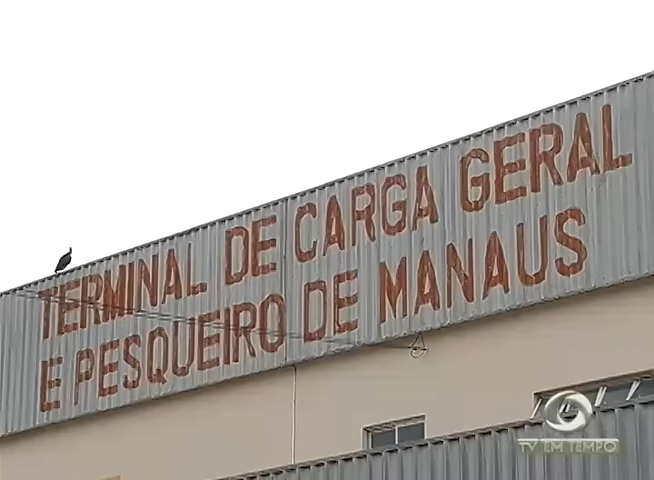 TERMINAL DE CARGA GERAL
E PESQUEIRO DE MANAUS
TV EM TEMPO